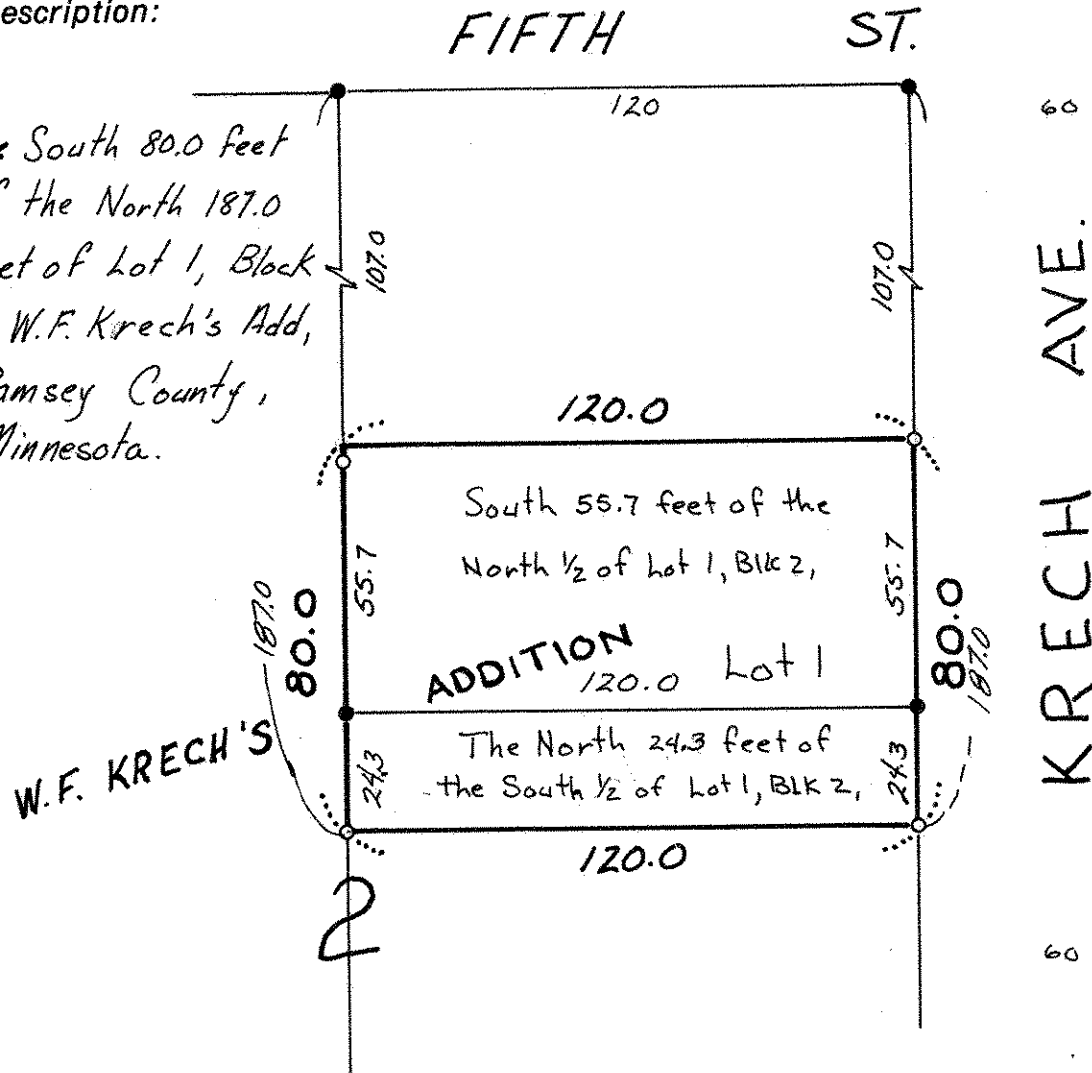 escription:
FIFTH ST.
120
60
South 80.0 feet
the North 187.0
et of Lot 1, Block
W.F. Krech's Add,
amsey County,
Minnesota.
107.0
107.0
KRECH AVE.
120.0
South 55.7 feet of the
North ½ of Lot 1, Blk 2,
55.7
55.7
187.0
80.0
80.0
187.0
ADDITION
120.0
Lot 1
W.F. KRECH'S
The North 24.3 feet of
the South ½ of Lot 1, BLK 2,
24.3
24.3
120.0
2
60